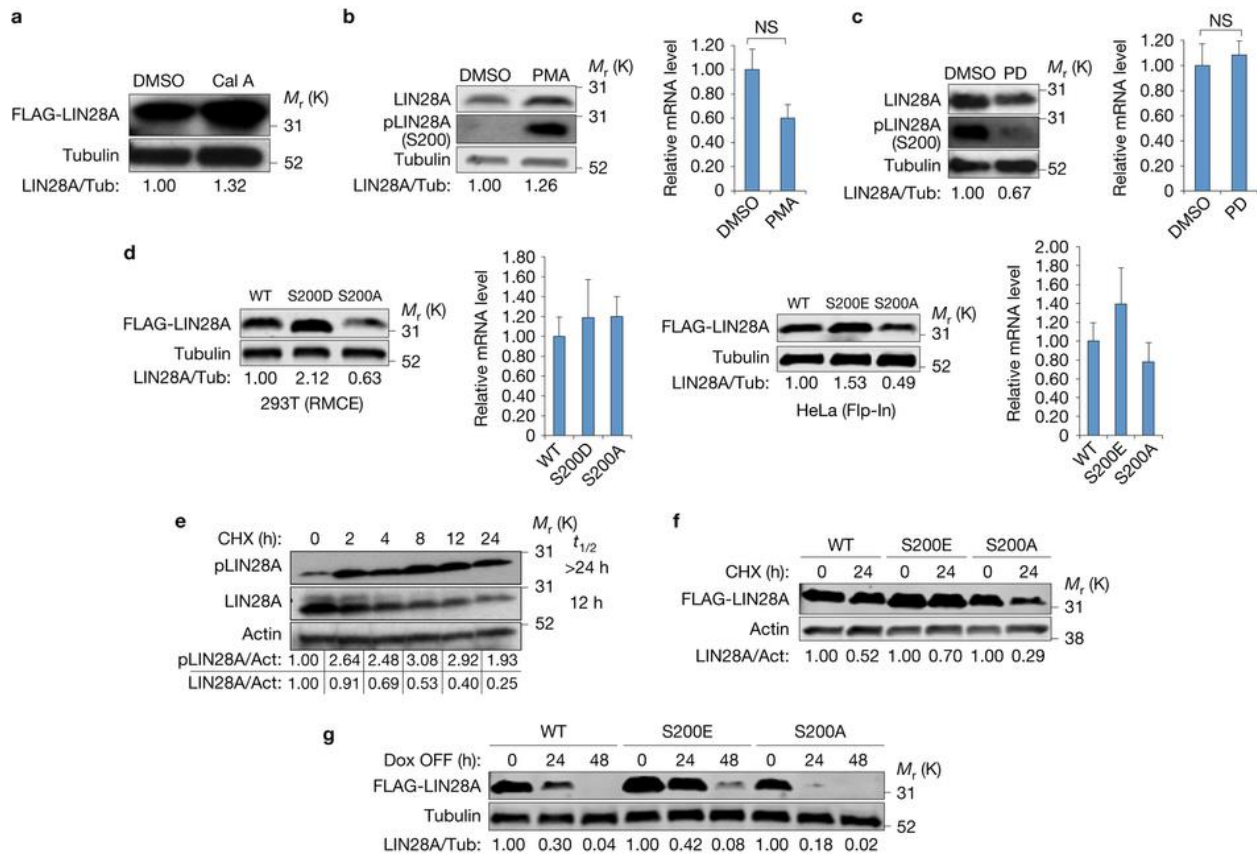 a
DMSO Cal A
Mr (K)
FLAG-LIN28A
31
Tubulin
52
LIN28A/Tub: 1.00 1.32
b
DMSO PMA
Mr (K)
LIN28A
31
pLIN28A
(S200)
31
Tubulin
52
LIN28A/Tub: 1.00 1.26
NS
Relative mRNA level
1.20
1.00
0.80
0.60
0.40
0.20
0
DMSO
PMA
c
DMSO PD
Mr (K)
LIN28A
31
pLIN28A
(S200)
31
Tubulin
52
LIN28A/Tub: 1.00 0.67
NS
Relative mRNA level
1.20
1.00
0.80
0.60
0.40
0.20
0
DMSO
PD
d
WT S200D S200A
Mr (K)
FLAG-LIN28A
31
Tubulin
52
LIN28A/Tub: 1.00 2.12 0.63
293T (RMCE)
Relative mRNA level
1.80
1.60
1.40
1.20
1.00
0.80
0.60
0.40
0.20
0
WT
S200D
S200A
WT S200E S200A
Mr (K)
FLAG-LIN28A
31
Tubulin
52
LIN28A/Tub: 1.00 1.53 0.49
HeLa (Flp-In)
Relative mRNA level
2.00
1.80
1.60
1.40
1.20
1.00
0.80
0.60
0.40
0.20
0.00
WT
S200E
S200A
e
CHX (h): 0 2 4 8 12 24
Mr (K)
t1/2
31
pLIN28A
>24 h
31
LIN28A
12 h
52
Actin
pLIN28A/Act: 1.00 2.64 2.48 3.08 2.92 1.93
LIN28A/Act: 1.00 0.91 0.69 0.53 0.40 0.25
f
WT S200E S200A
CHX (h): 0 24 0 24 0 24
Mr (K)
FLAG-LIN28A
31
Actin
38
LIN28A/Act: 1.00 0.52 1.00 0.70 1.00 0.29
g
WT S200E S200A
Dox OFF (h): 0 24 48 0 24 48 0 24 48
Mr (K)
FLAG-LIN28A
31
Tubulin
52
LIN28A/Tub: 1.00 0.30 0.04 1.00 0.42 0.08 1.00 0.18 0.02